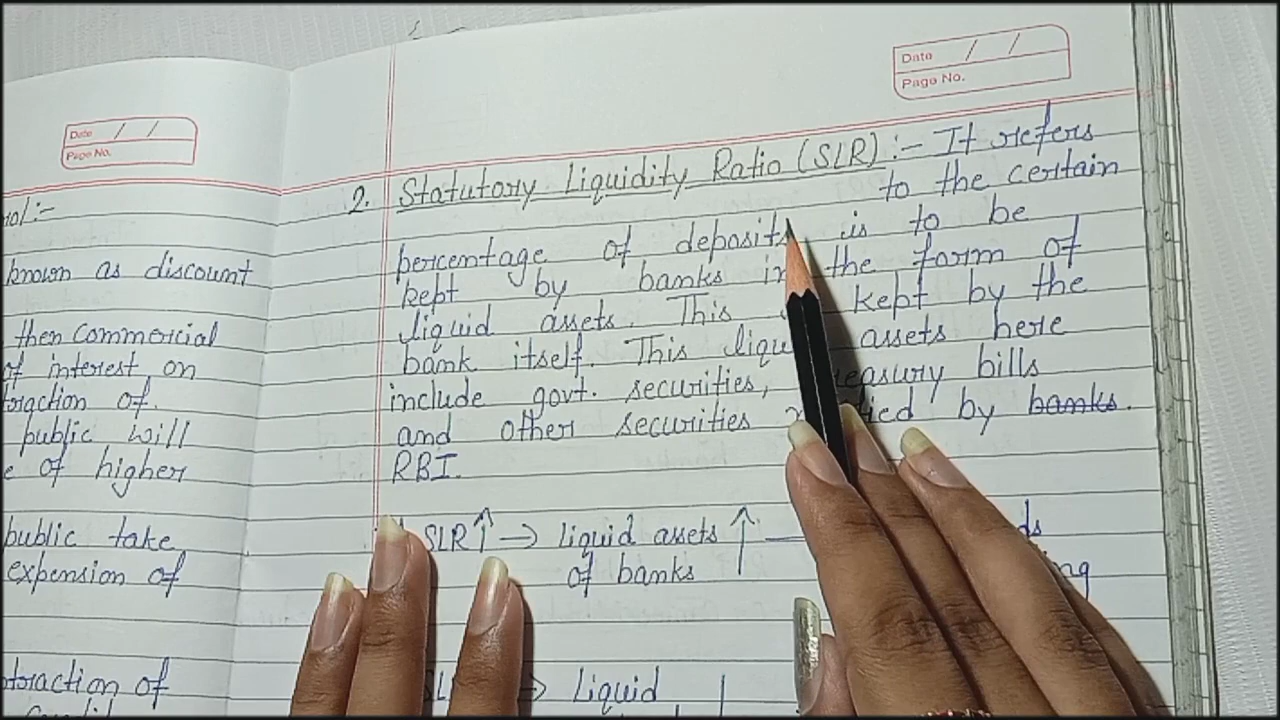 Date / /
Page No.
rol:-
known as discount
then commercial
of interest on
traction of
public will
e of higher
public take
expension of
traction of
Date / /
Page No.
2. Statutory Liquidity Ratio (SLR) :- It refers
to the certain
percentage of deposits is to be
kept by banks in the form of
liquid assets. This kept by the
bank itself. This liqu assets here
include govt. securities, reasury bills
and other securities by banks.
RBI.
SLR↑ → liquid assets ↑ —
of banks
SL → liquid